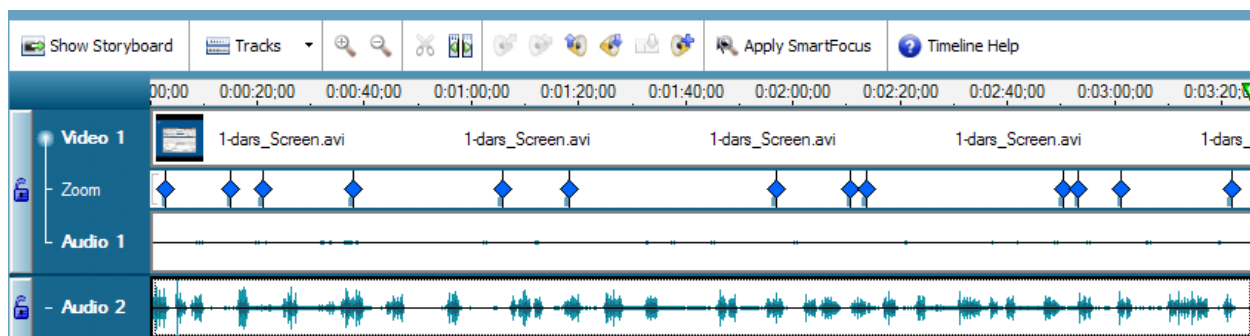 Show Storyboard Tracks Apply SmartFocus Timeline Help
00;00 0:00:20;00 0:00:40;00 0:01:00;00 0:01:20;00 0:01:40;00 0:02:00;00 0:02:20;00 0:02:40;00 0:03:00;00 0:03:20;
Video 1 1-dars_Screen.avi 1-dars_Screen.avi 1-dars_Screen.avi 1-dars_Screen.avi 1-dars_
Zoom
Audio 1
Audio 2